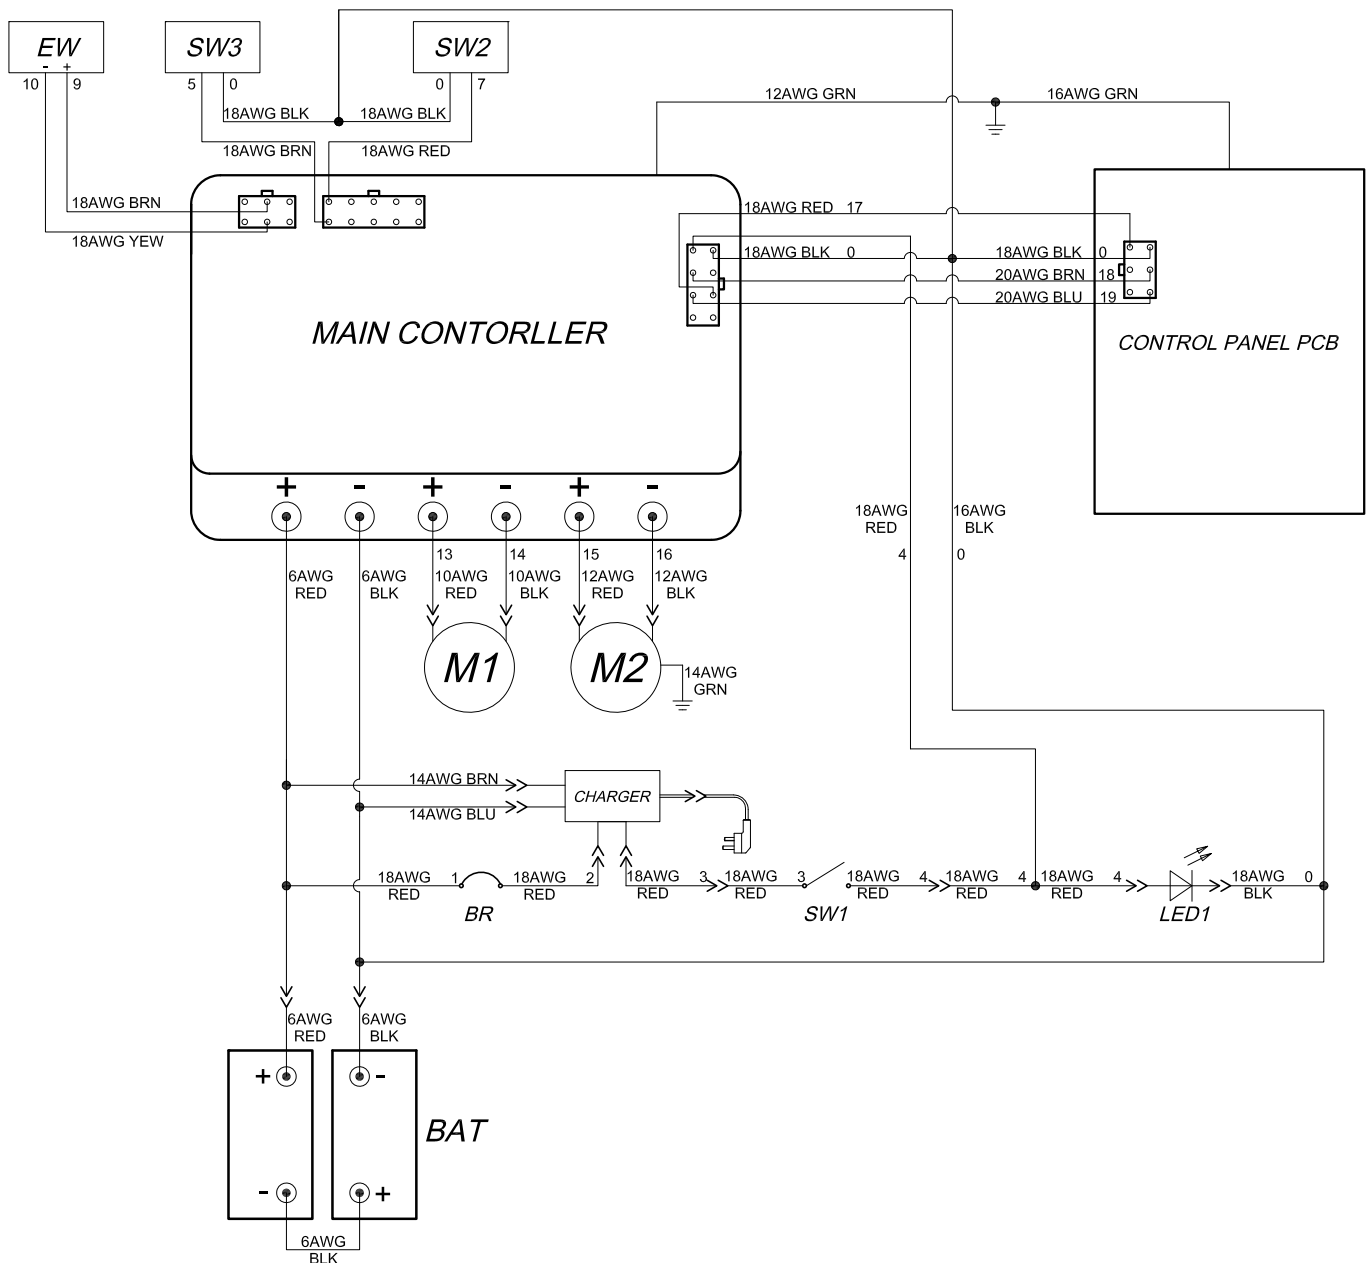 EW
- +
10 9
SW3
5 0
SW2
0 7
18AWG BLK
18AWG BLK
18AWG BRN
18AWG RED
12AWG GRN
16AWG GRN
18AWG BRN
18AWG YEW
18AWG RED 17
18AWG BLK 0
18AWG BLK 0
20AWG BRN 18
20AWG BLU 19
MAIN CONTORLLER
CONTROL PANEL PCB
+ - + - + -
13 14 15 16
6AWG
RED
6AWG
BLK
10AWG
RED
10AWG
BLK
12AWG
RED
12AWG
BLK
18AWG
RED
4
16AWG
BLK
0
M1
M2
14AWG
GRN
14AWG BRN
14AWG BLU
CHARGER
18AWG
RED
1
BR
18AWG
RED
2
18AWG
RED
3
18AWG
RED
3
SW1
18AWG
RED
4
18AWG
RED
4
18AWG
RED
4
LED1
18AWG
BLK
0
6AWG
RED
6AWG
BLK
+ -
BAT
- +
6AWG
BLK